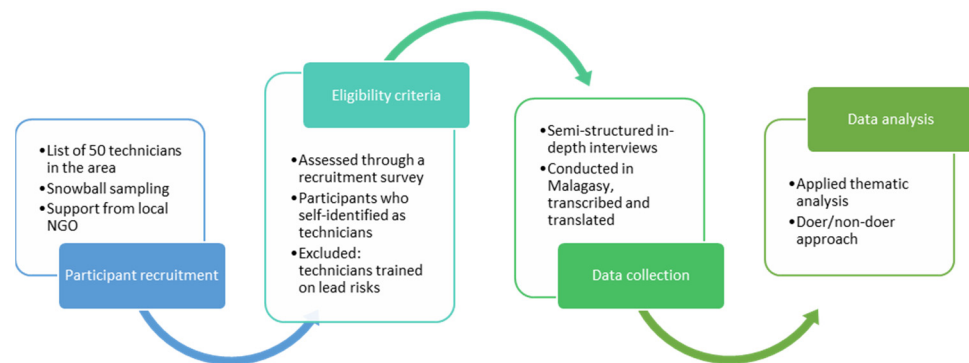 •List of 50 technicians
in the area
•Snowball sampling
•Support from local
NGO
Participant recruitment
Eligibility criteria
•Assessed through a
recruitment survey
•Participants who
self-identified as
technicians
•Excluded:
technicians trained
on lead risks
•Semi-structured in-
depth interviews
•Conducted in
Malagasy,
transcribed and
translated
Data collection
Data analysis
•Applied thematic
analysis
•Doer/non-doer
approach